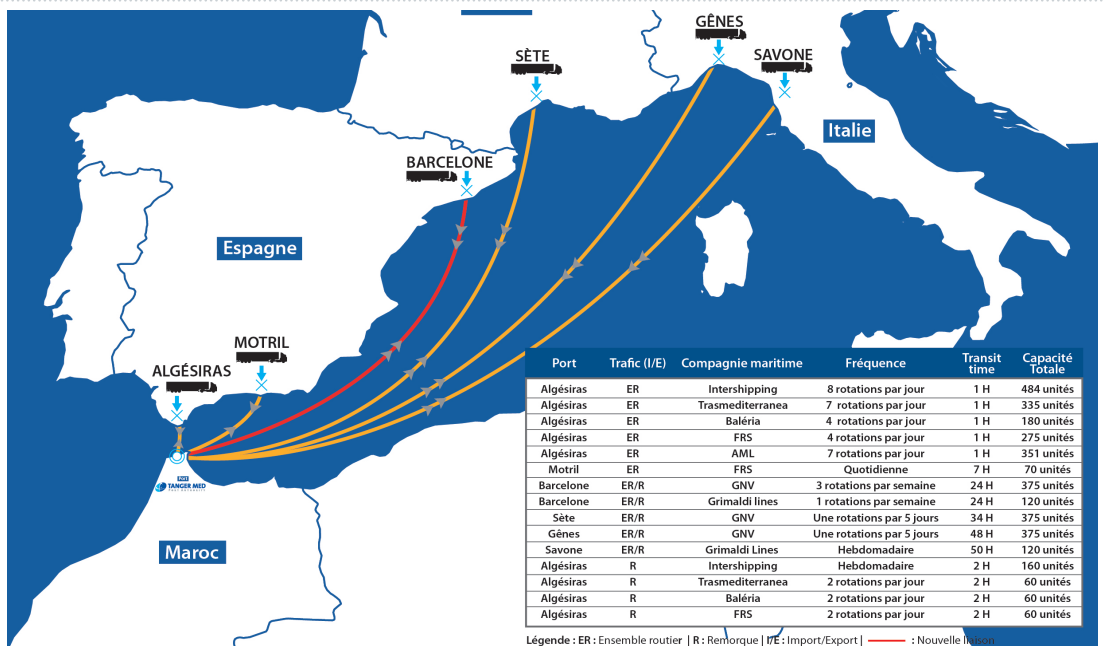 GÊNES
SÈTE
SAVONE
Italie
BARCELONE
Espagne
MOTRIL
ALGÉSIRAS
Port
TANGER MED
Maroc
Port Trafic (I/E) Compagnie maritime Fréquence Transit time Capacité Totale
Algésiras ER Intershipping 8 rotations par jour 1 H 484 unités
Algésiras ER Trasmediterranea 7 rotations par jour 1 H 335 unités
Algésiras ER Baléria 4 rotations par jour 1 H 180 unités
Algésiras ER FRS 4 rotations par jour 1 H 275 unités
Algésiras ER AML 7 rotations par jour 1 H 351 unités
Motril ER FRS Quotidienne 7 H 70 unités
Barcelone ER/R GNV 3 rotations par semaine 24 H 375 unités
Barcelone ER/R Grimaldi lines 1 rotations par semaine 24 H 120 unités
Sète ER/R GNV Une rotations par 5 jours 34 H 375 unités
Gênes ER/R GNV Une rotations par 5 jours 48 H 375 unités
Savone ER/R Grimaldi Lines Hebdomadaire 50 H 120 unités
Algésiras R Intershipping Hebdomadaire 2 H 160 unités
Algésiras R Trasmediterranea 2 rotations par jour 2 H 60 unités
Algésiras R Baléria 2 rotations par jour 2 H 60 unités
Algésiras R FRS 2 rotations par jour 2 H 60 unités
Légende : ER : Ensemble routier | R : Remorque | I/E : Import/Export | : Nouvelle liaison